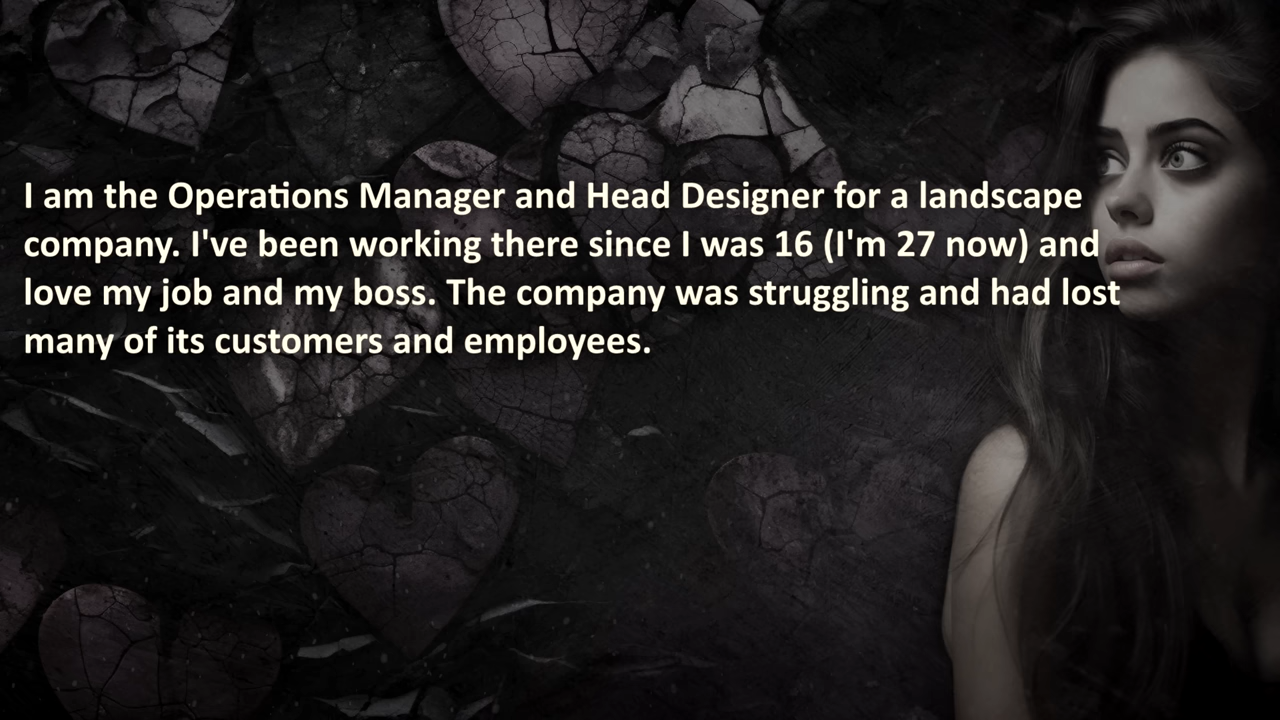 I am the Operations Manager and Head Designer for a landscape
company. I've been working there since I was 16 (I'm 27 now) and
love my job and my boss. The company was struggling and had lost
many of its customers and employees.